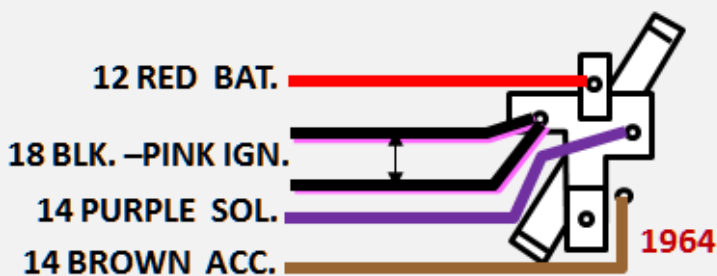 12 RED BAT.
18 BLK. –PINK IGN.
14 PURPLE SOL.
14 BROWN ACC.
1964